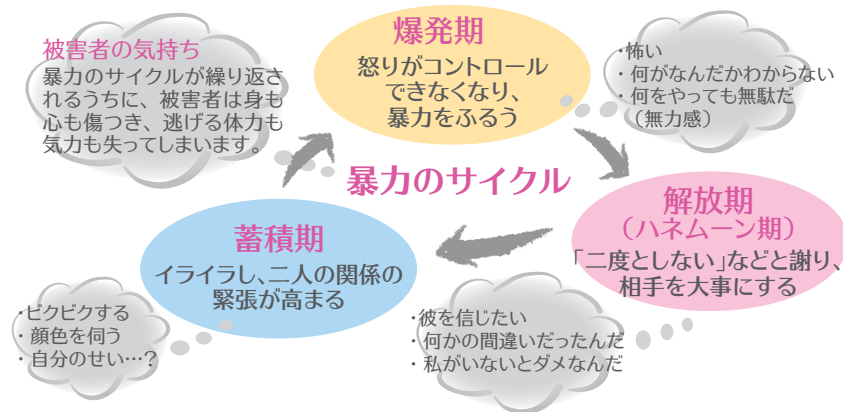 被害者の気持ち
暴力のサイクルが繰り返さ
れるうちに、被害者は身も
心も傷つき、逃げる体力も
気力も失ってしまいます。
爆発期
怒りがコントロール
できなくなり、
暴力をふるう
・怖い
・何がなんだかわからない
・何をやっても無駄だ
（無力感）
暴力のサイクル
解放期
（ハネムーン期）
「二度としない」などと謝り、
相手を大事にする
蓄積期
イライラし、二人の関係の
緊張が高まる
・ビクビクする
・顔色を伺う
・自分のせい…?
・彼を信じたい
・何かの間違いだったんだ
・私がいないとダメなんだ